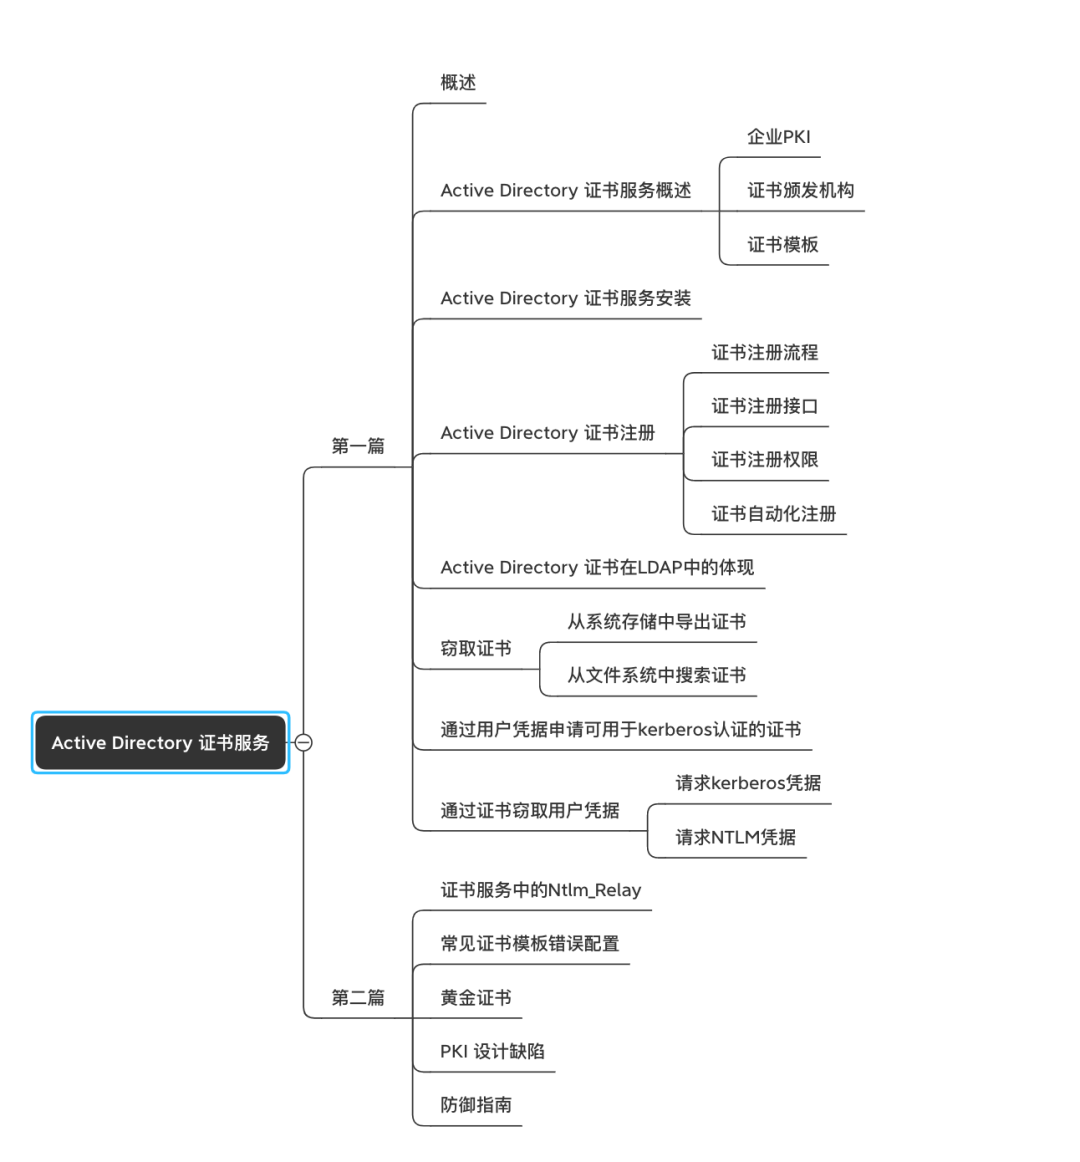 概述
企业PKI
Active Directory 证书服务概述
证书颁发机构
证书模板
Active Directory 证书服务安装
证书注册流程
证书注册接口
Active Directory 证书注册
第一篇
证书注册权限
证书自动化注册
Active Directory 证书在LDAP中的体现
从系统存储中导出证书
窃取证书
从文件系统中搜索证书
通过用户凭据申请可用于kerberos认证的证书
Active Directory 证书服务
请求kerberos凭据
通过证书窃取用户凭据
请求NTLM凭据
证书服务中的Ntlm_Relay
常见证书模板错误配置
第二篇
黄金证书
PKI 设计缺陷
防御指南